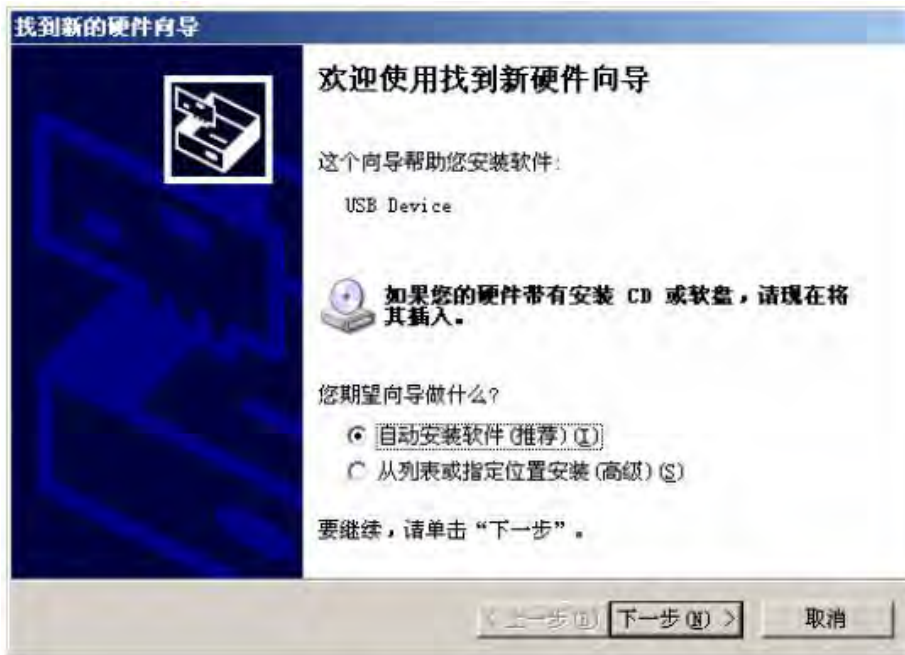 找到新的硬件向导
欢迎使用找到新硬件向导
这个向导帮助您安装软件:
USB Device
如果您的硬件带有安装 CD 或软盘，请现在将
其插入。
您期望向导做什么?
自动安装软件(推荐)(I)
从列表或指定位置安装(高级)(S)
要继续，请单击“下一步”。
< 上一步(B) 下一步(N) > 取消